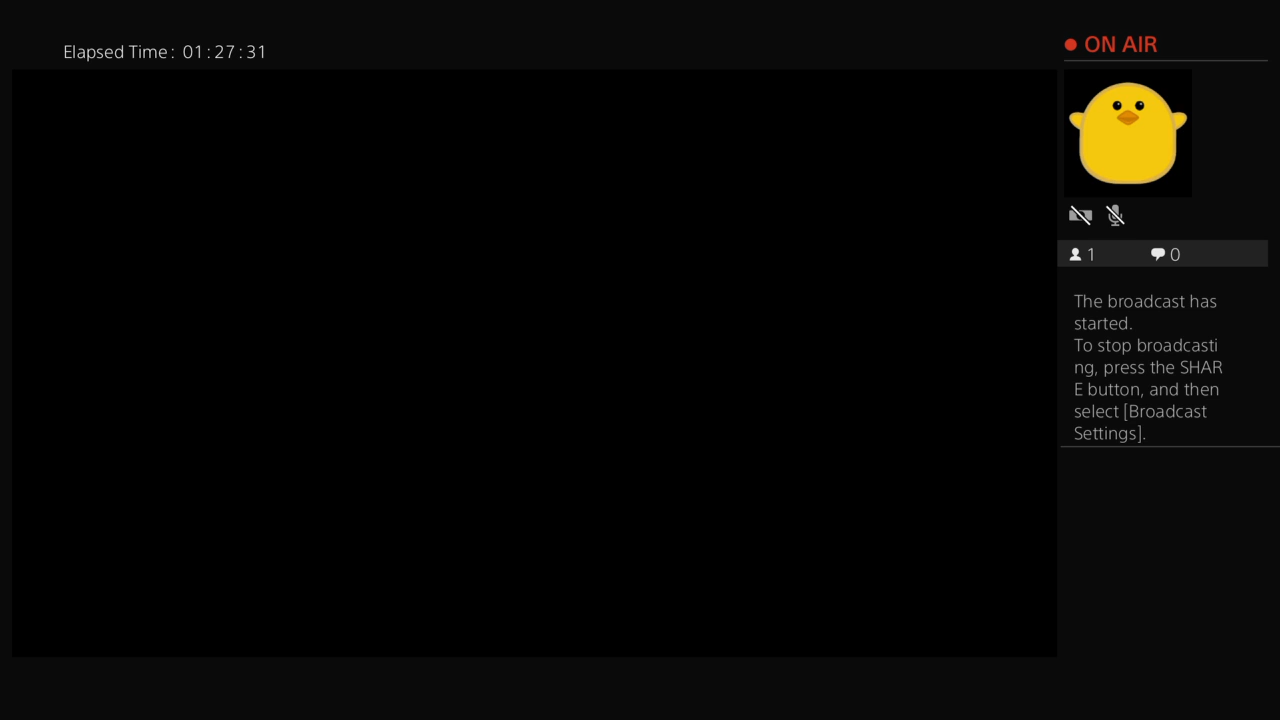 Elapsed Time: 01:27:31
ON AIR
1
0
The broadcast has
started.
To stop broadcasti
ng, press the SHAR
E button, and then
select [Broadcast
Settings].